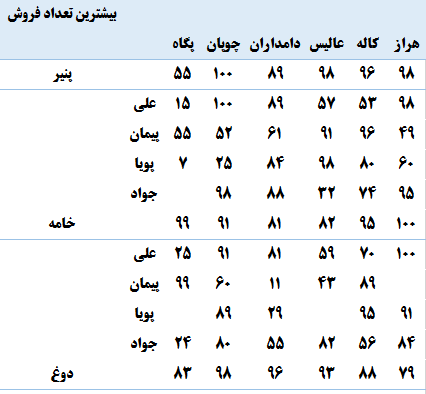 بیشترین تعداد فروش
پگاه چوپان دامداران عالیس کاله هراز
پنیر ۵۵ ۱۰۰ ۸۹ ۹۸ ۹۶ ۹۸
علی ۱۵ ۱۰۰ ۸۹ ۵۷ ۵۳ ۹۸
پیمان ۵۵ ۵۲ ۶۱ ۹۱ ۹۶ ۴۹
پویا ۷ ۲۵ ۸۴ ۹۸ ۸۰ ۶۰
جواد ۹۸ ۸۸ ۳۲ ۷۴ ۹۵
خامه ۹۹ ۹۱ ۸۱ ۸۲ ۹۵ ۱۰۰
علی ۲۵ ۹۱ ۸۱ ۵۹ ۷۰ ۱۰۰
پیمان ۹۹ ۶۰ ۱۱ ۴۳ ۸۹
پویا ۸۹ ۲۹ ۹۵ ۹۱
جواد ۲۴ ۸۰ ۵۵ ۸۲ ۵۶ ۸۴
دوغ ۸۳ ۹۸ ۹۶ ۹۳ ۸۸ ۷۹